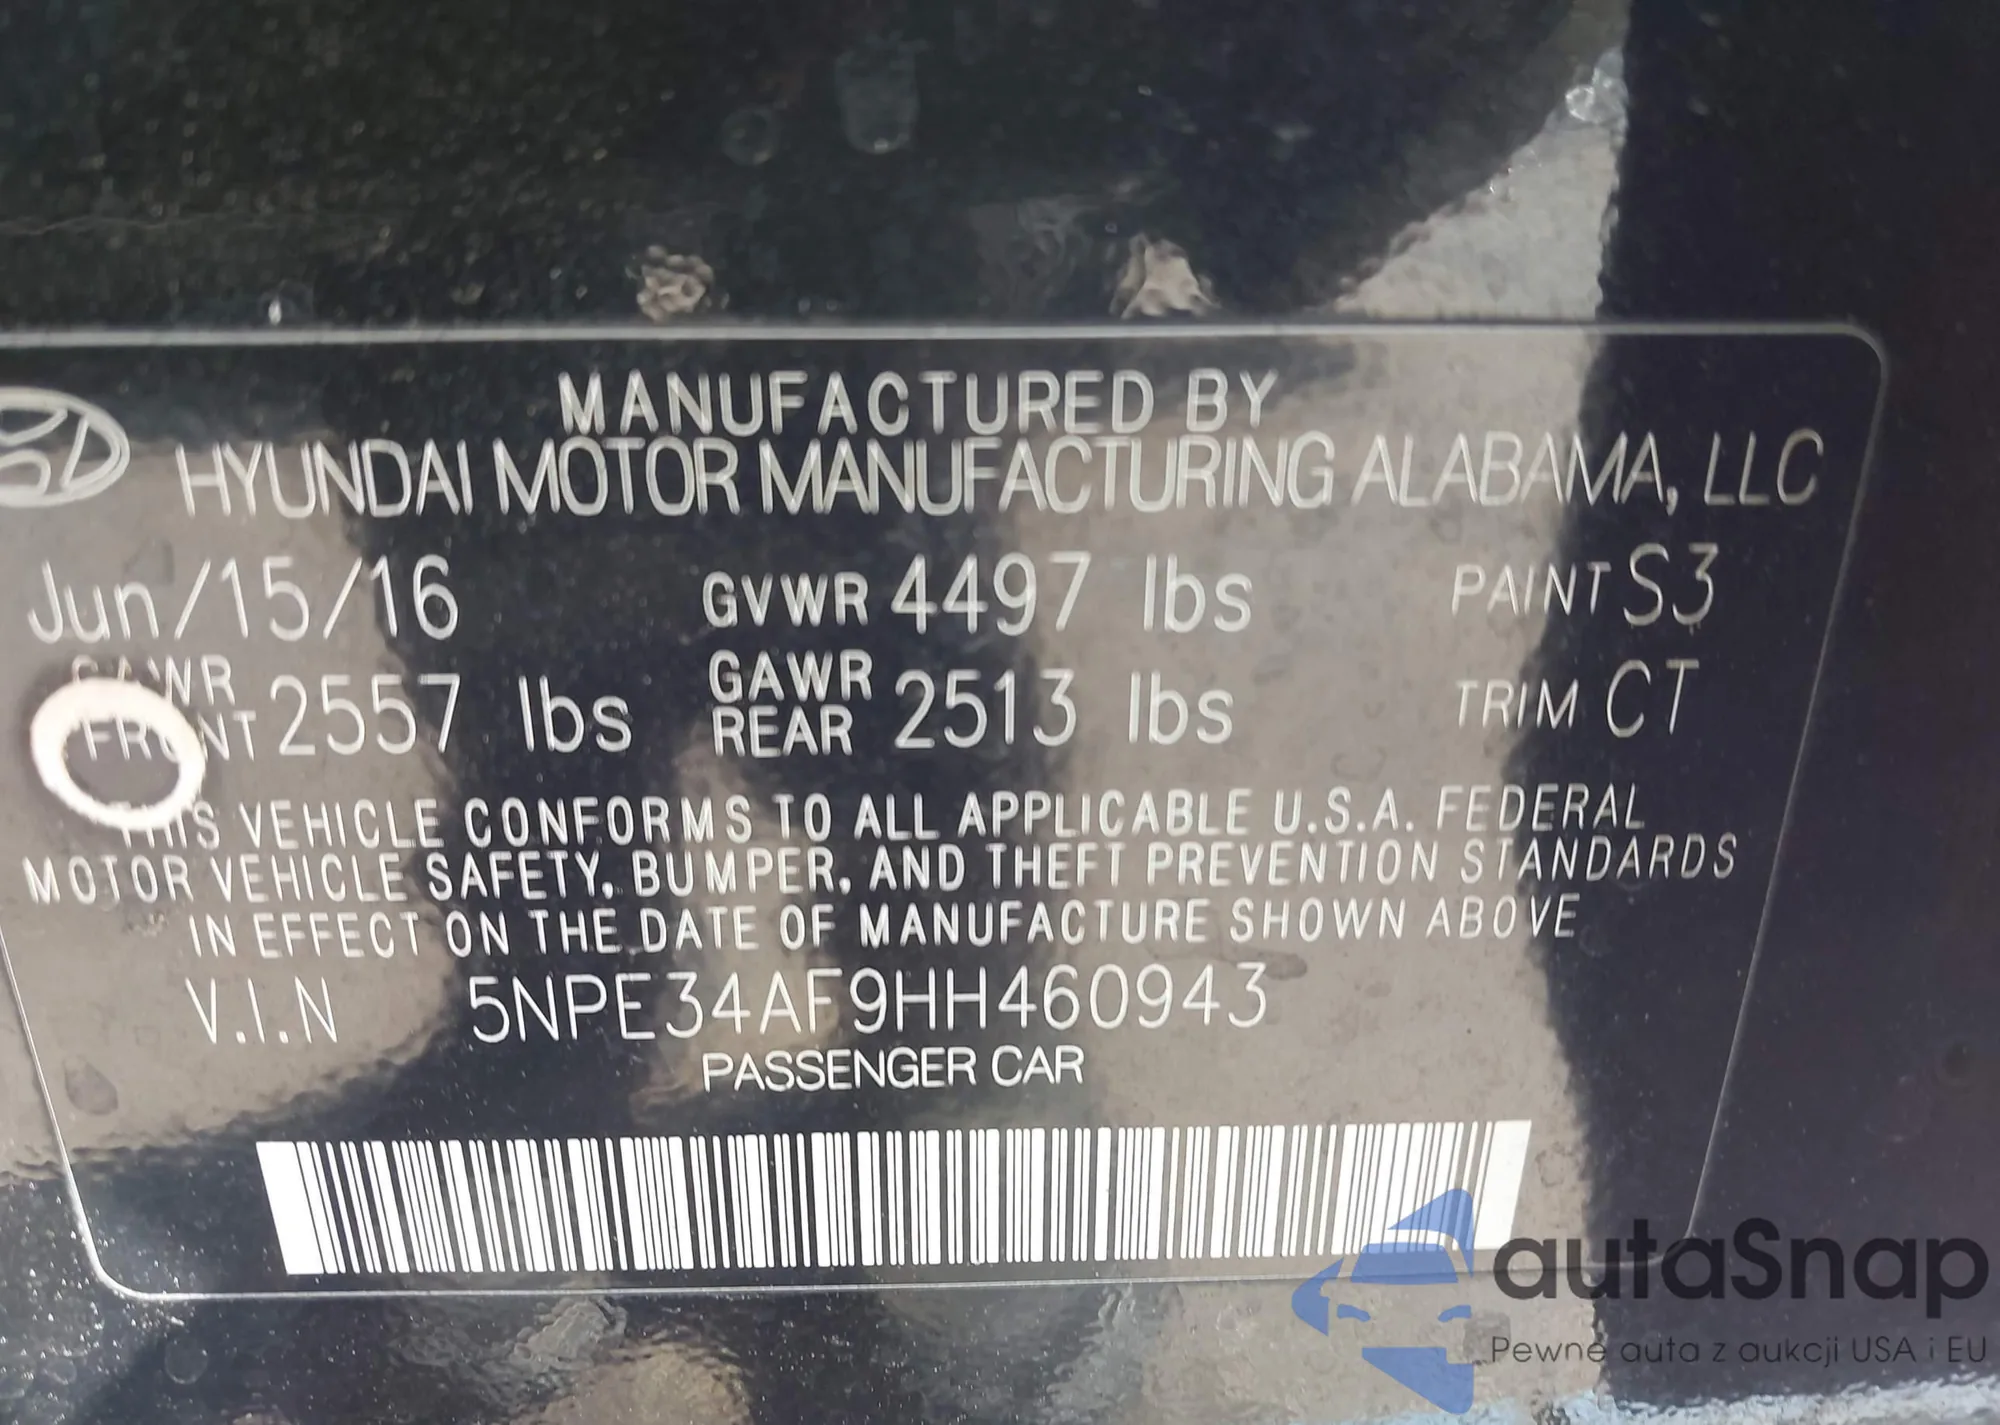 MANUFACTURED BY
HYUNDAI MOTOR MANUFACTURING ALABAMA, LLC
Jun/15/16 GVWR 4497 lbs PAINT S3
GAWR FRONT 2557 lbs GAWR REAR 2513 lbs TRIM CT
THIS VEHICLE CONFORMS TO ALL APPLICABLE U.S.A. FEDERAL
MOTOR VEHICLE SAFETY, BUMPER, AND THEFT PREVENTION STANDARDS
IN EFFECT ON THE DATE OF MANUFACTURE SHOWN ABOVE
V.I.N 5NPE34AF9HH460943
PASSENGER CAR
autaSnap
Pewne auta z aukcji USA i EU